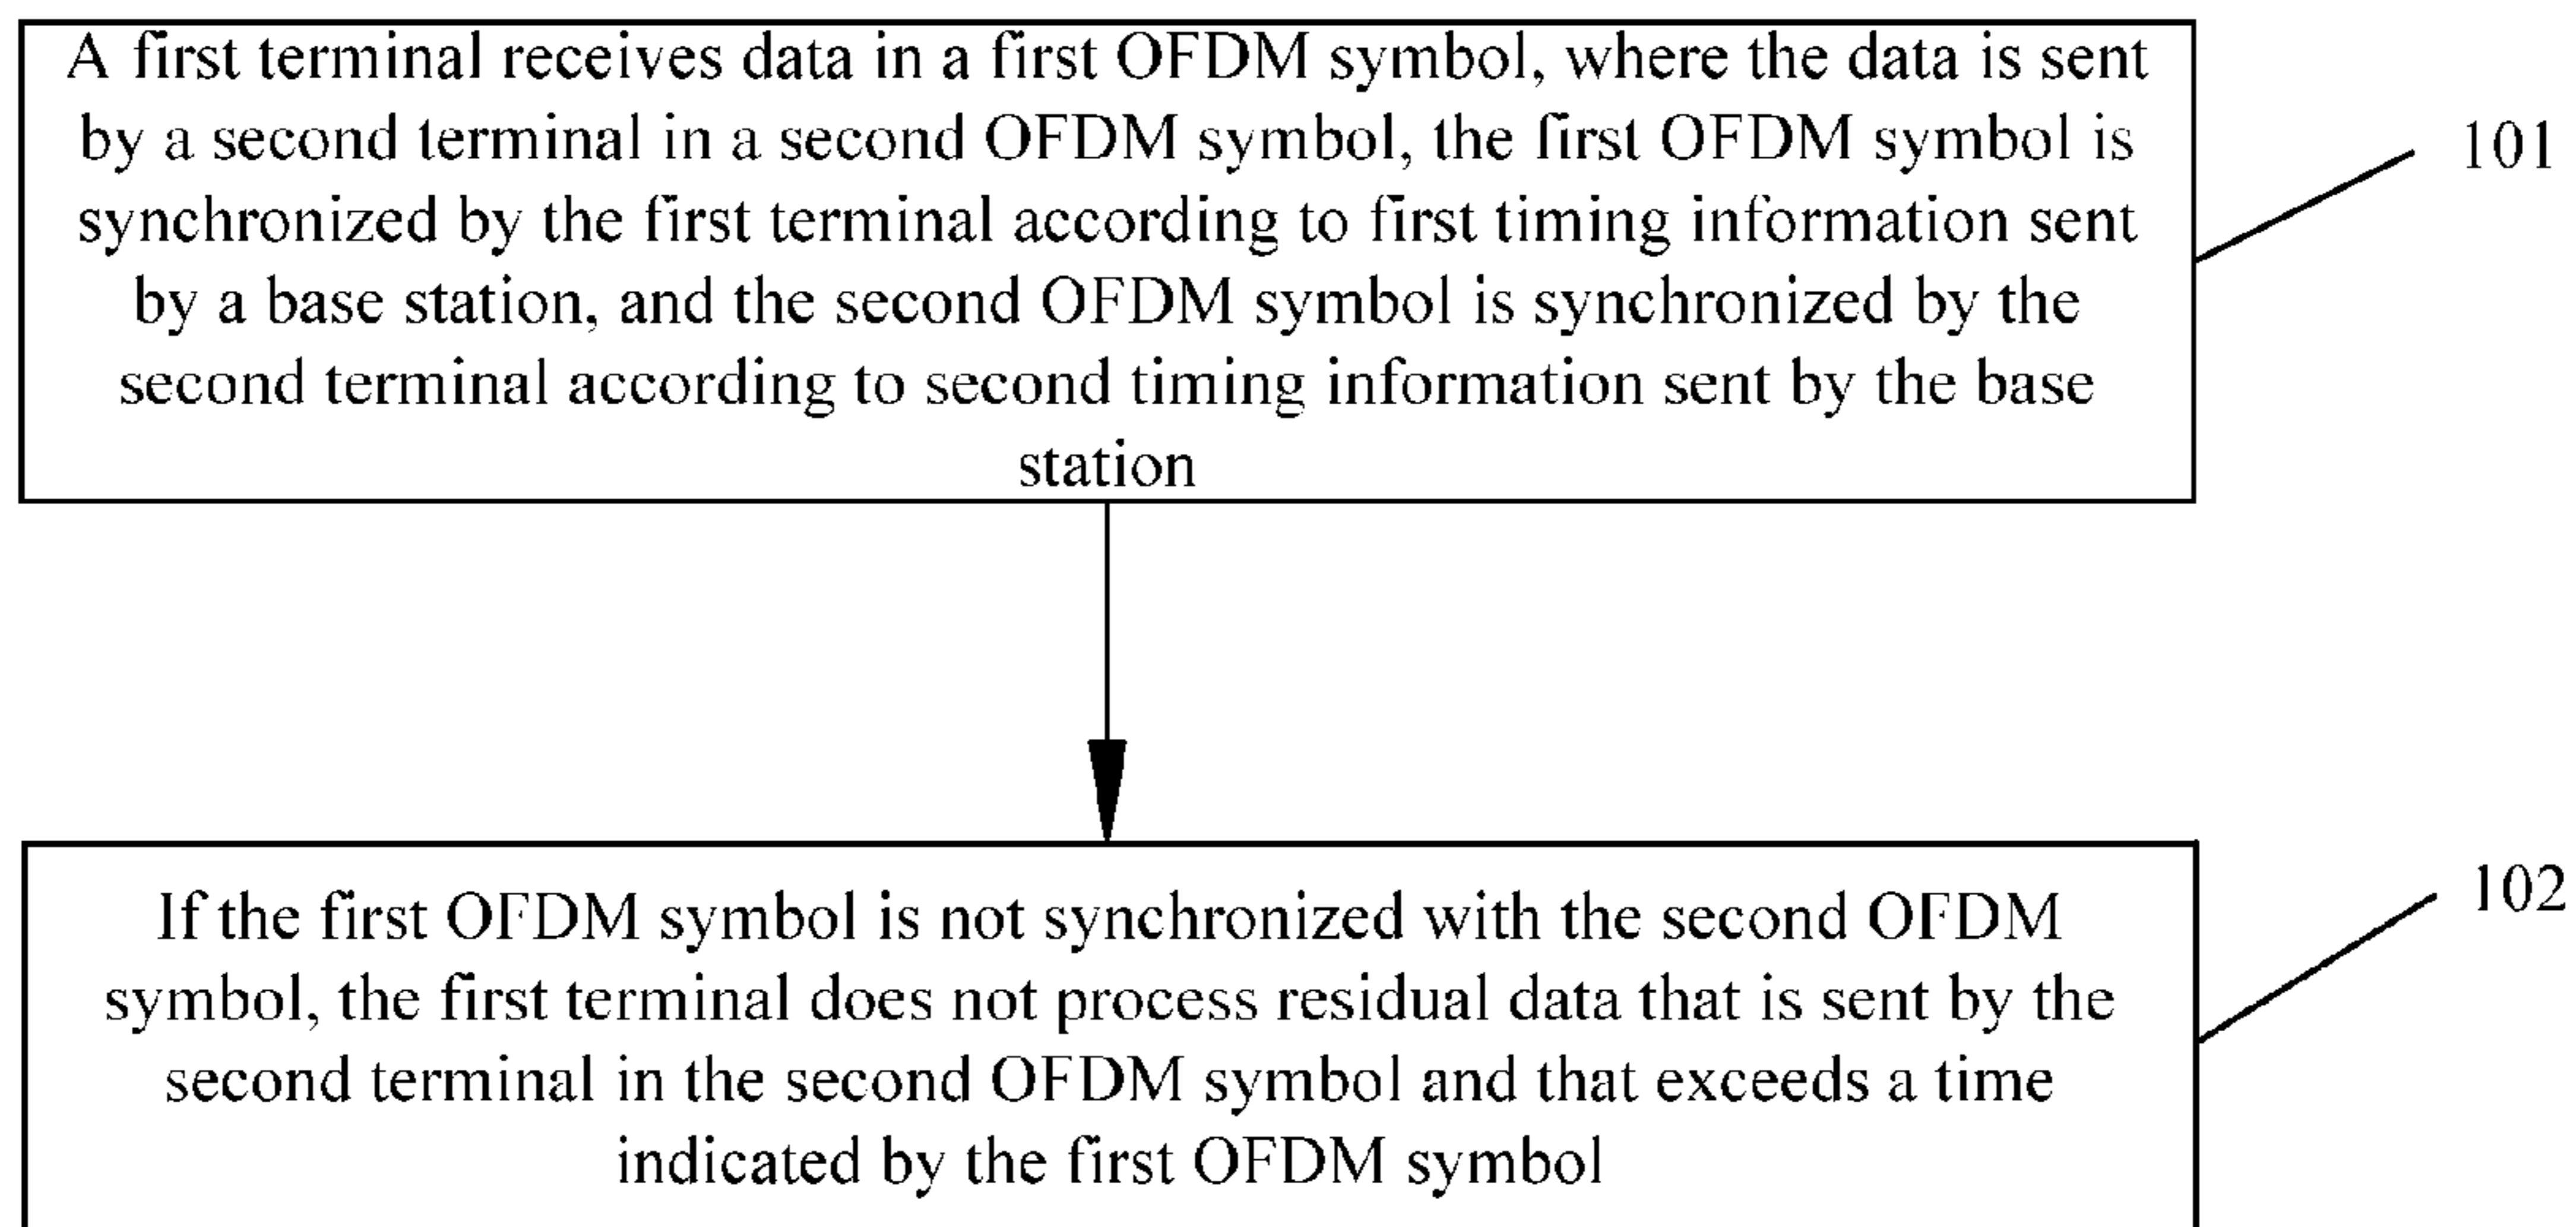 A first terminal receives data in a first OFDM symbol, where the data is sent
by a second terminal in a second OFDM symbol, the first OFDM symbol is
synchronized by the first terminal according to first timing information sent
by a base station, and the second OFDM symbol is synchronized by the
second terminal according to second timing information sent by the base
station
101
If the first OFDM symbol is not synchronized with the second OFDM
symbol, the first terminal does not process residual data that is sent by the
second terminal in the second OFDM symbol and that exceeds a time
indicated by the first OFDM symbol
102